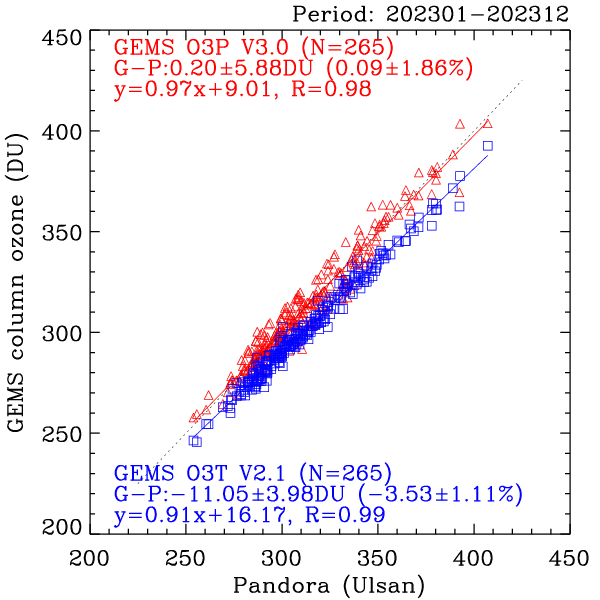 Period: 202301−202312
450
GEMS O3P V3.0 (N=265)
G−P:0.20±5.88DU (0.09±1.86%)
y=0.97x+9.01, R=0.98
400
350
300
250
200
GEMS column ozone (DU)
GEMS O3T V2.1 (N=265)
G−P:−11.05±3.98DU (−3.53±1.11%)
y=0.91x+16.17, R=0.99
200 250 300 350 400 450
Pandora (Ulsan)